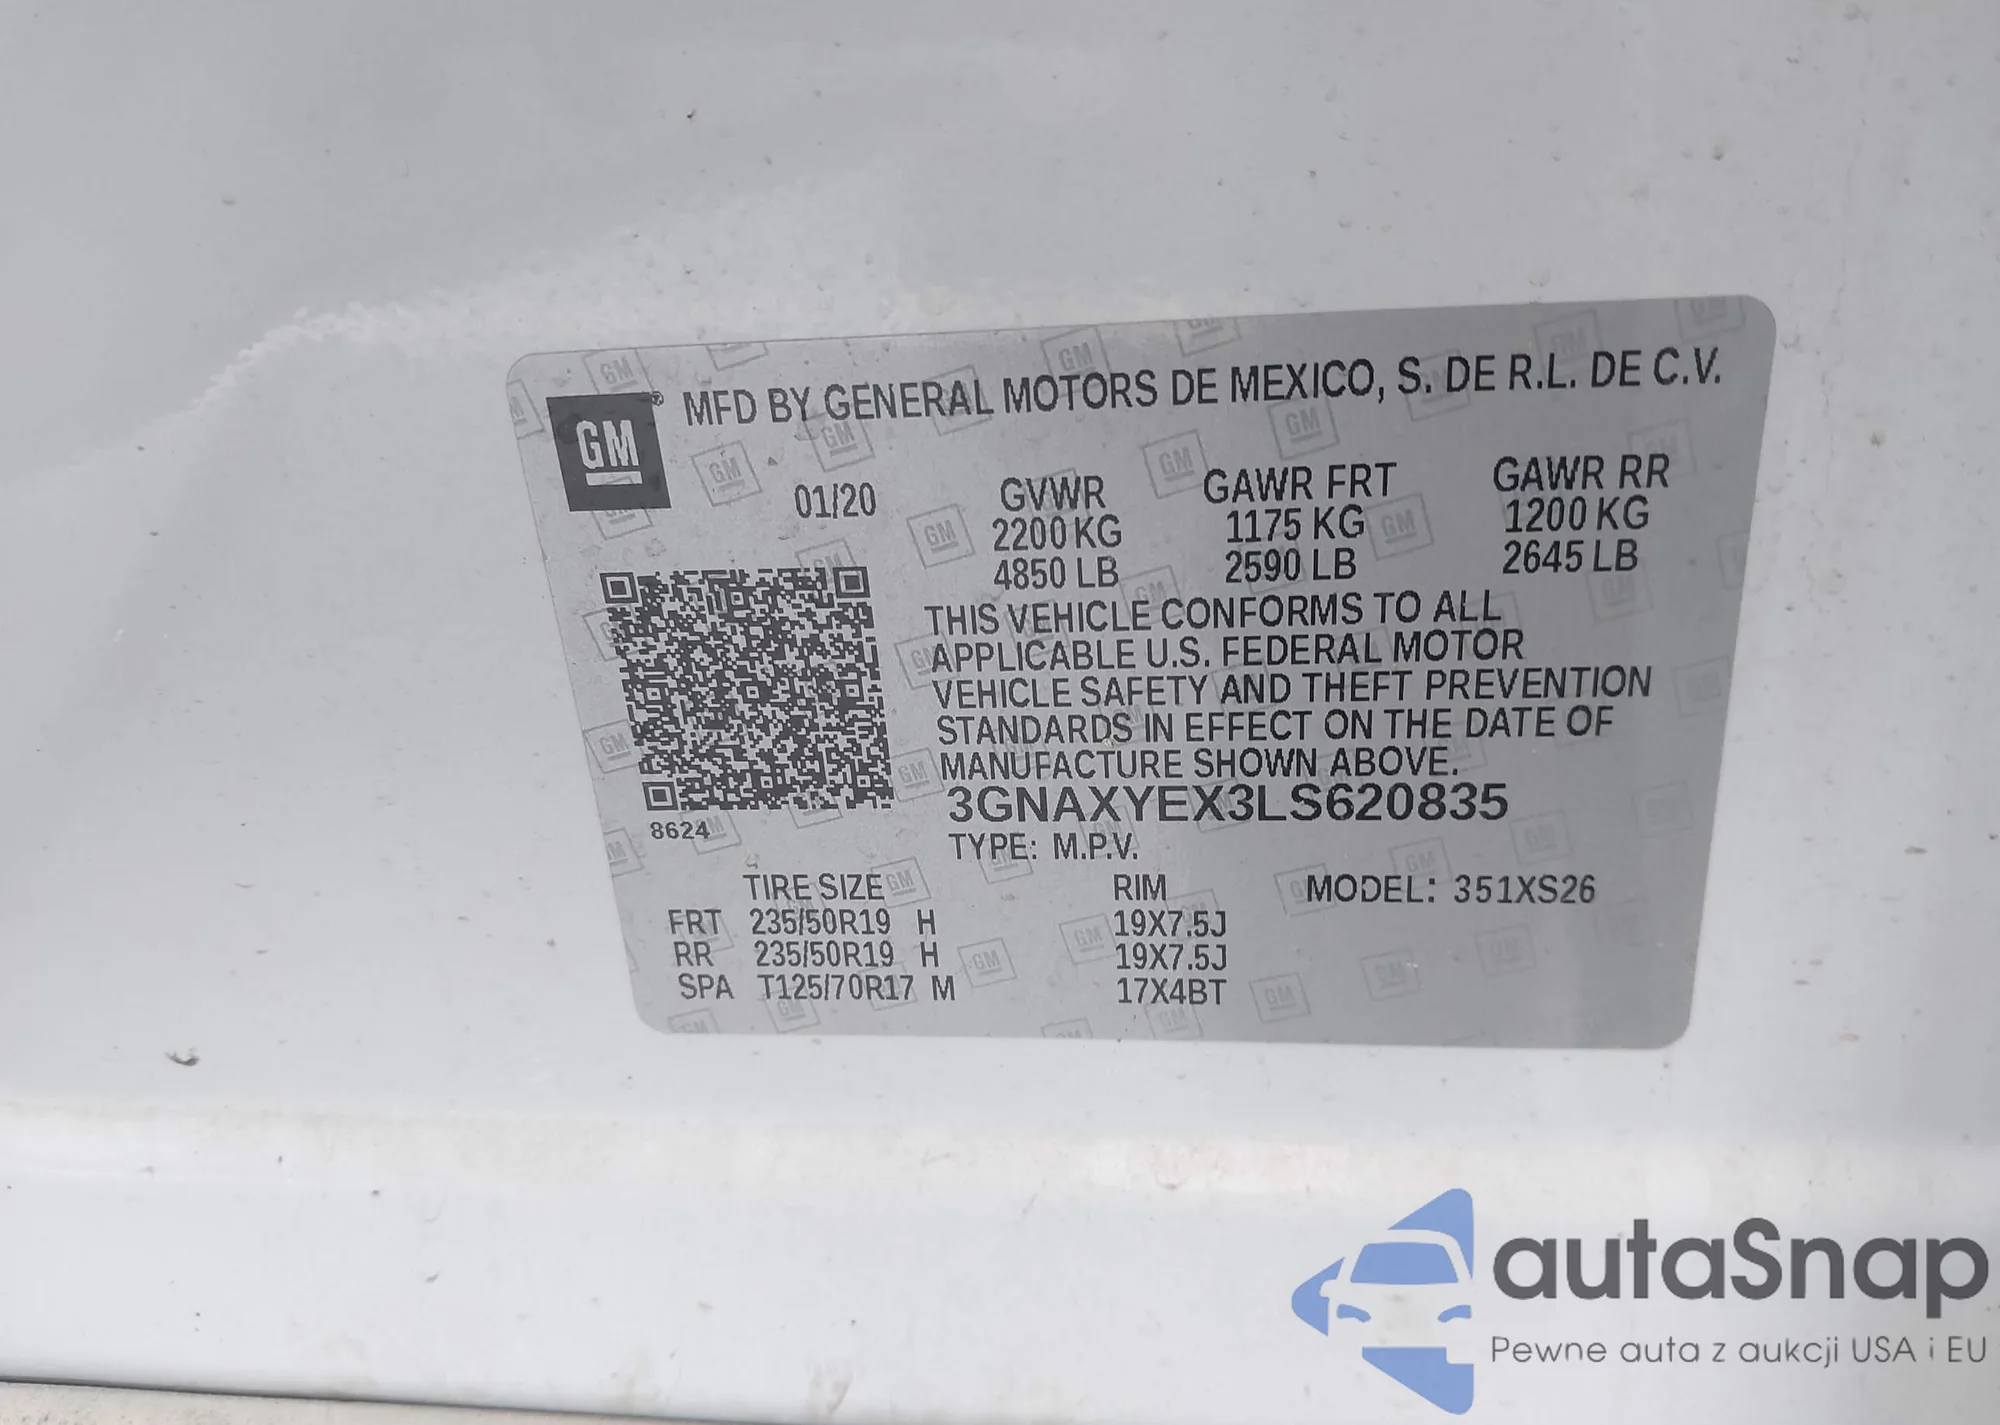 GM
MFD BY GENERAL MOTORS DE MEXICO, S. DE R.L. DE C.V.
01/20
GVWR GAWR FRT GAWR RR
2200 KG 1175 KG 1200 KG
4850 LB 2590 LB 2645 LB
THIS VEHICLE CONFORMS TO ALL
APPLICABLE U.S. FEDERAL MOTOR
VEHICLE SAFETY AND THEFT PREVENTION
STANDARDS IN EFFECT ON THE DATE OF
MANUFACTURE SHOWN ABOVE.
3GNAXYEX3LS620835
8624
TYPE: M.P.V.
TIRE SIZE RIM MODEL: 351XS26
FRT 235/50R19 H 19X7.5J
RR 235/50R19 H 19X7.5J
SPA T125/70R17 M 17X4BT
autaSnap
Pewne auta z aukcji USA i EU